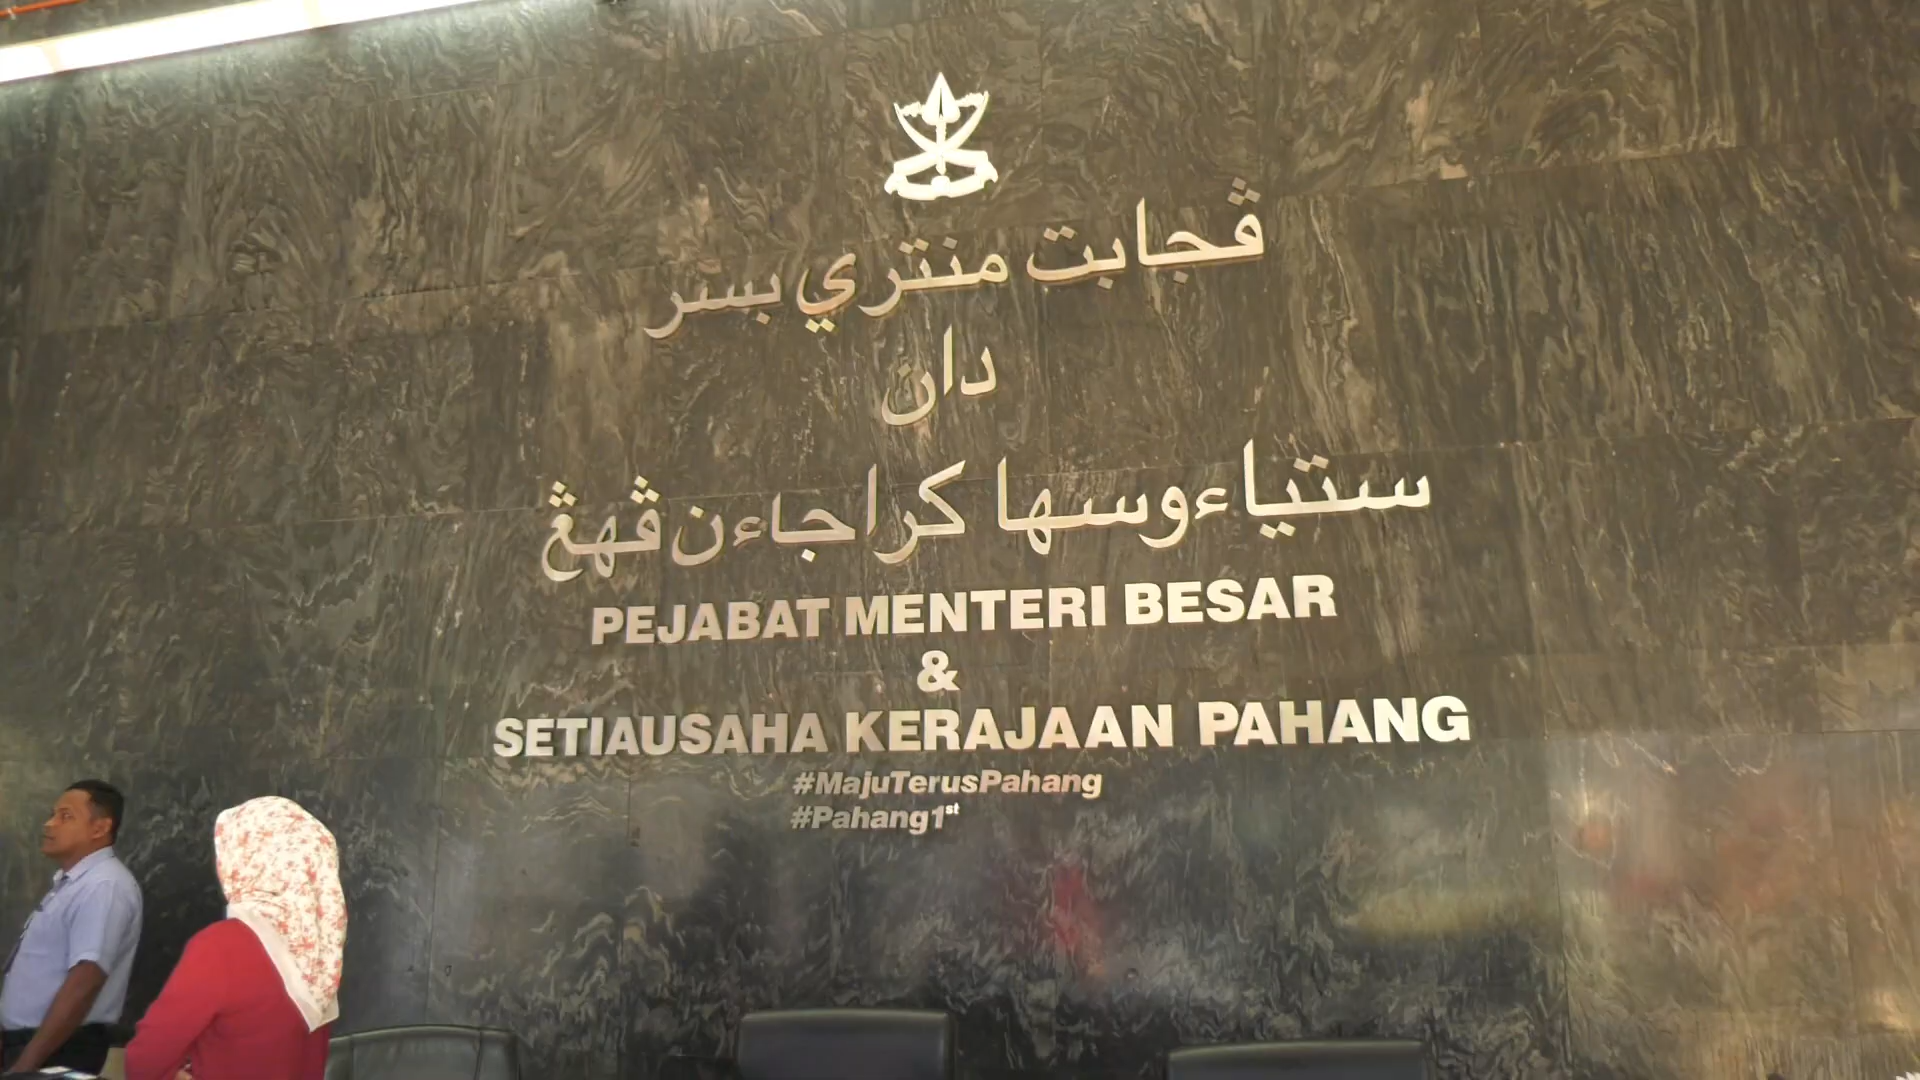 ڤجابت منتري بسر
دان
ستياءوسها كراجاءن ڤهڠ
PEJABAT MENTERI BESAR
&
SETIAUSAHA KERAJAAN PAHANG
#MajuTerusPahang
#Pahang1st